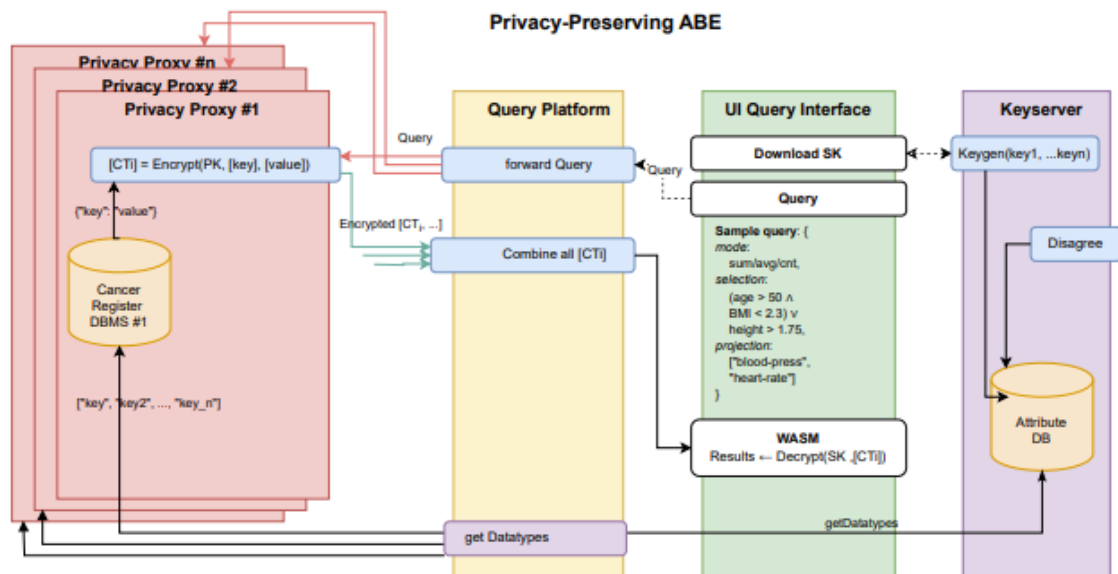 Privacy-Preserving ABE
Privacy Proxy #n
Privacy Proxy #2
Privacy Proxy #1
[CTi] = Encrypt(PK, [key], [value])
{"key": "value"}
Cancer
Register
DBMS #1
["key", "key2", ..., "key_n"]
Query
Encrypted [CTi, ...]
Query Platform
forward Query
Combine all [CTi]
get Datatypes
Query
UI Query Interface
Download SK
Query
Sample query: {
mode:
sum/avg/cnt,
selection:
(age > 50 ∧
BMI < 2.3) ∨
height > 1.75,
projection:
["blood-press",
"heart-rate"]
}
WASM
Results ← Decrypt(SK ,[CTi])
getDatatypes
Keyserver
Keygen(key1, ...keyn)
Disagree
Attribute
DB